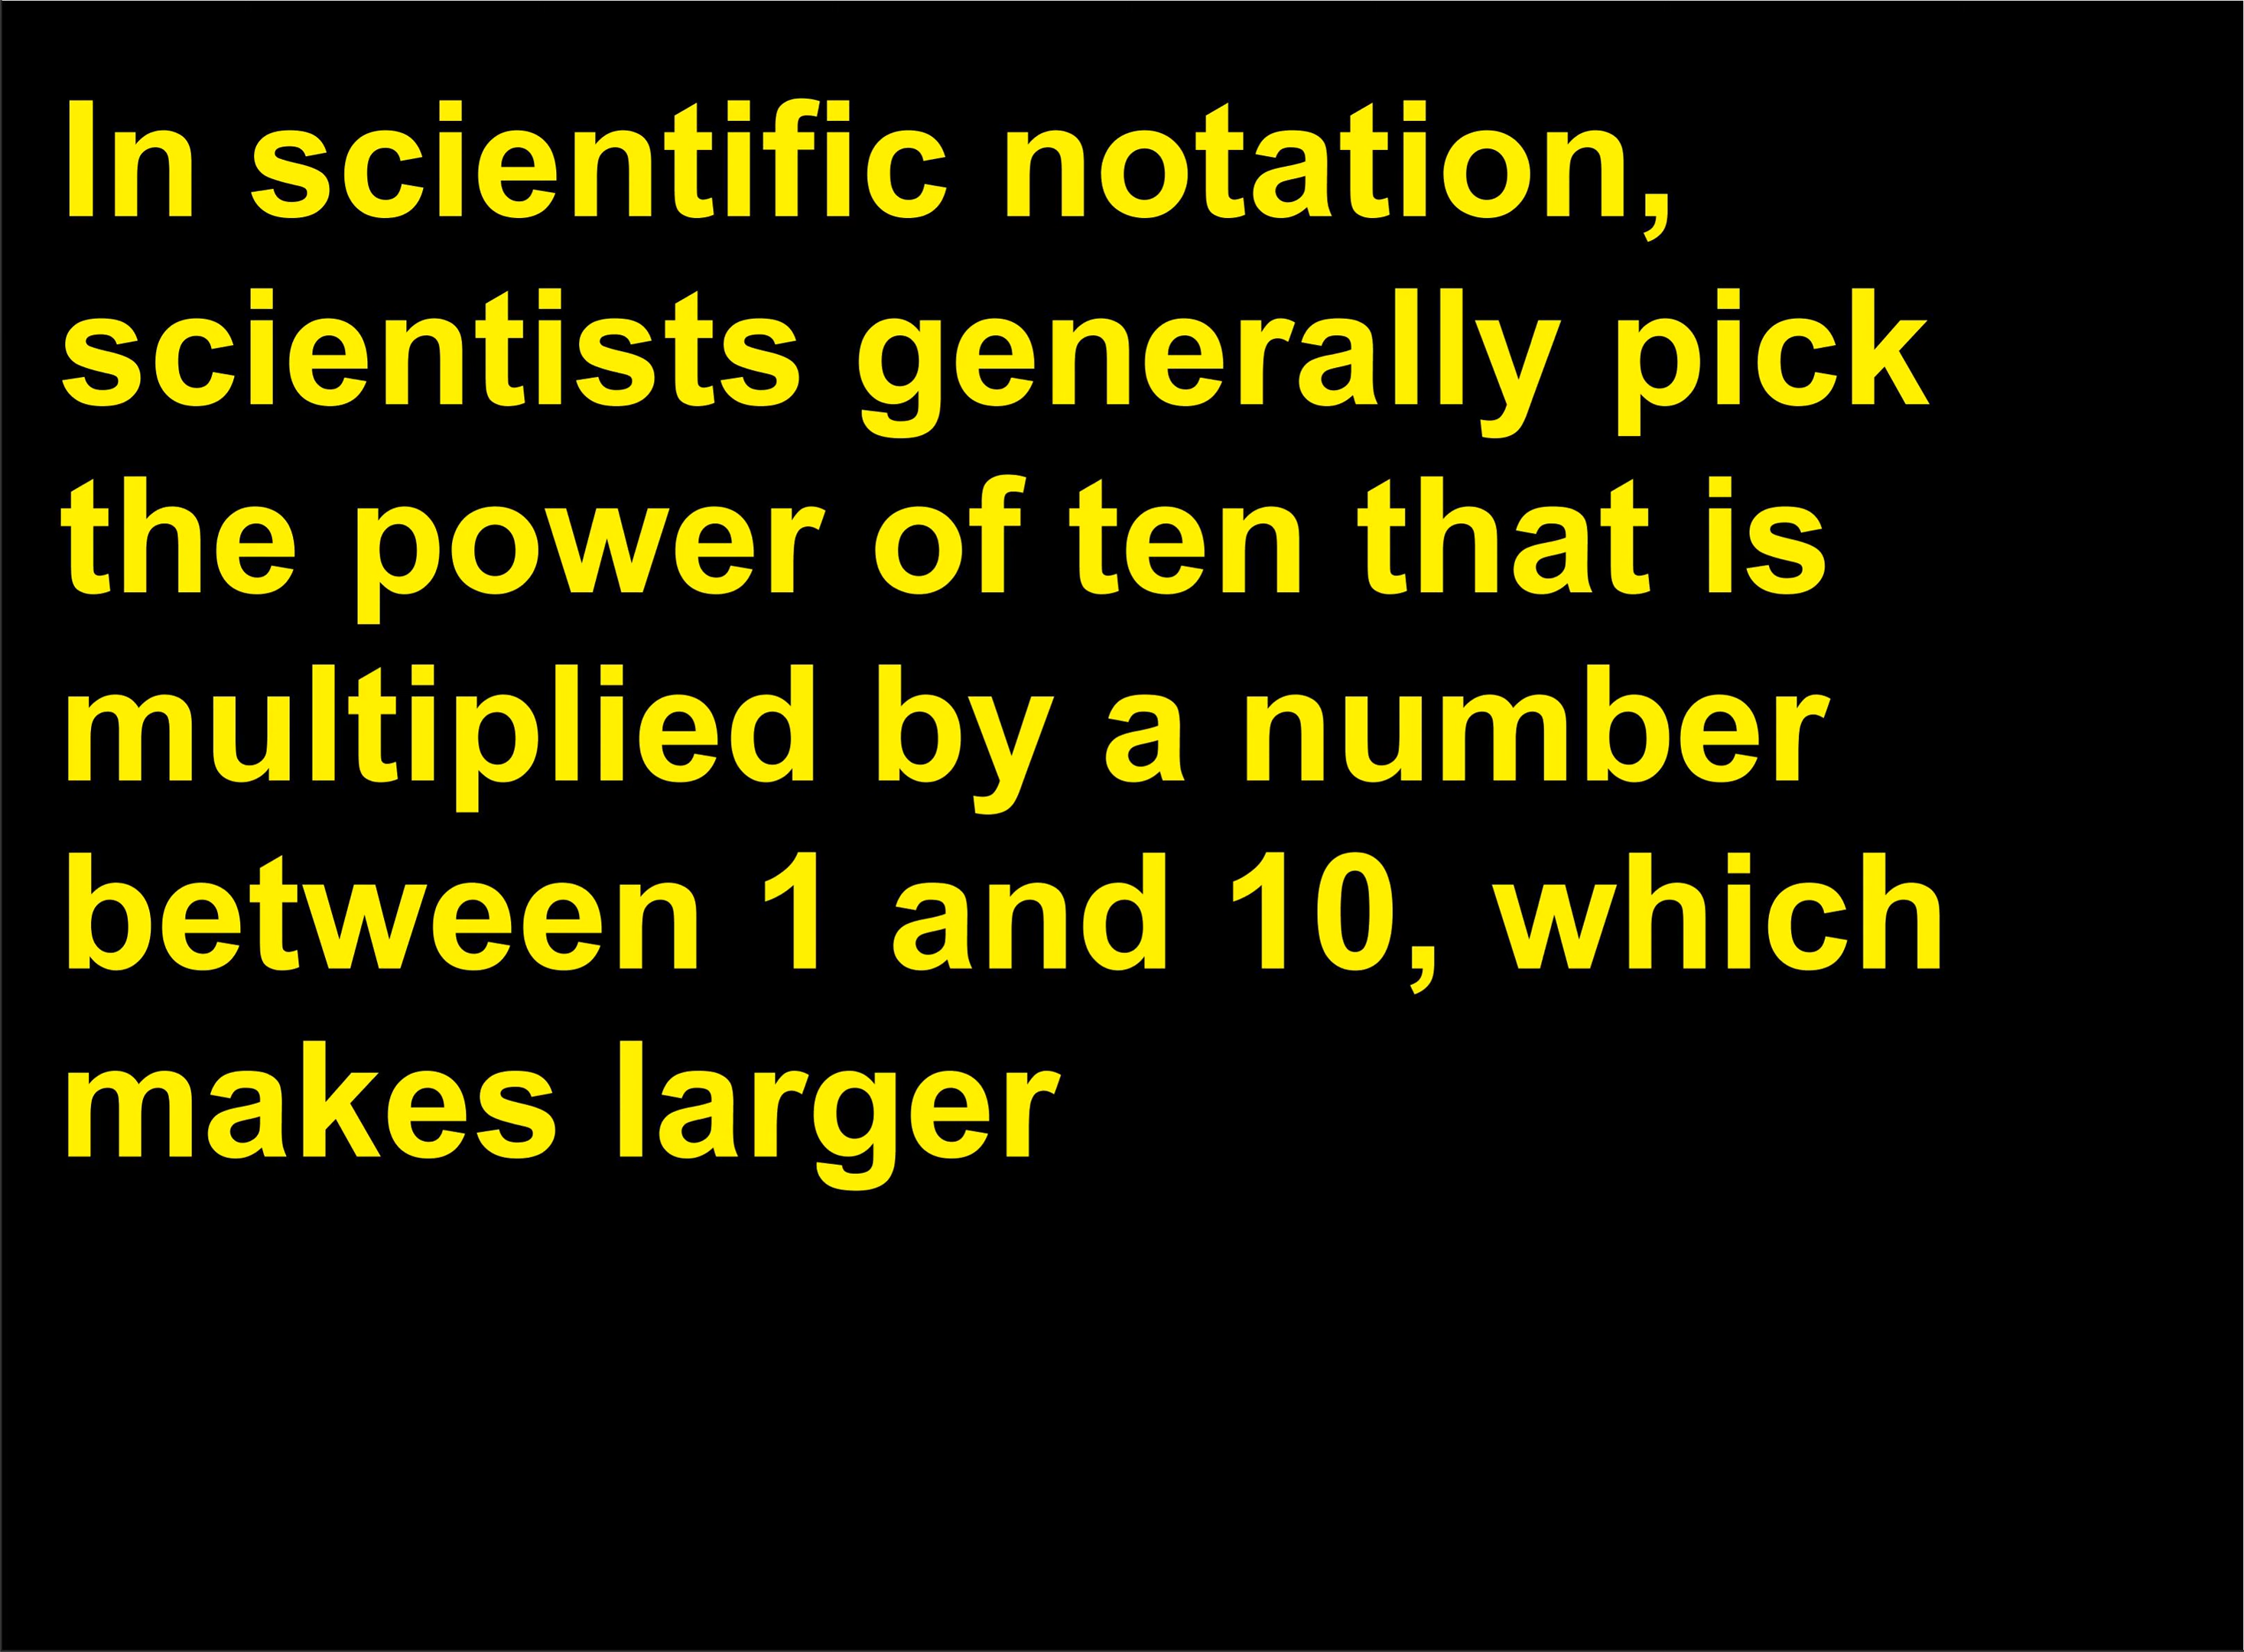 In scientific notation,
scientists generally pick
the power of ten that is
multiplied by a number
between 1 and 10, which
makes larger